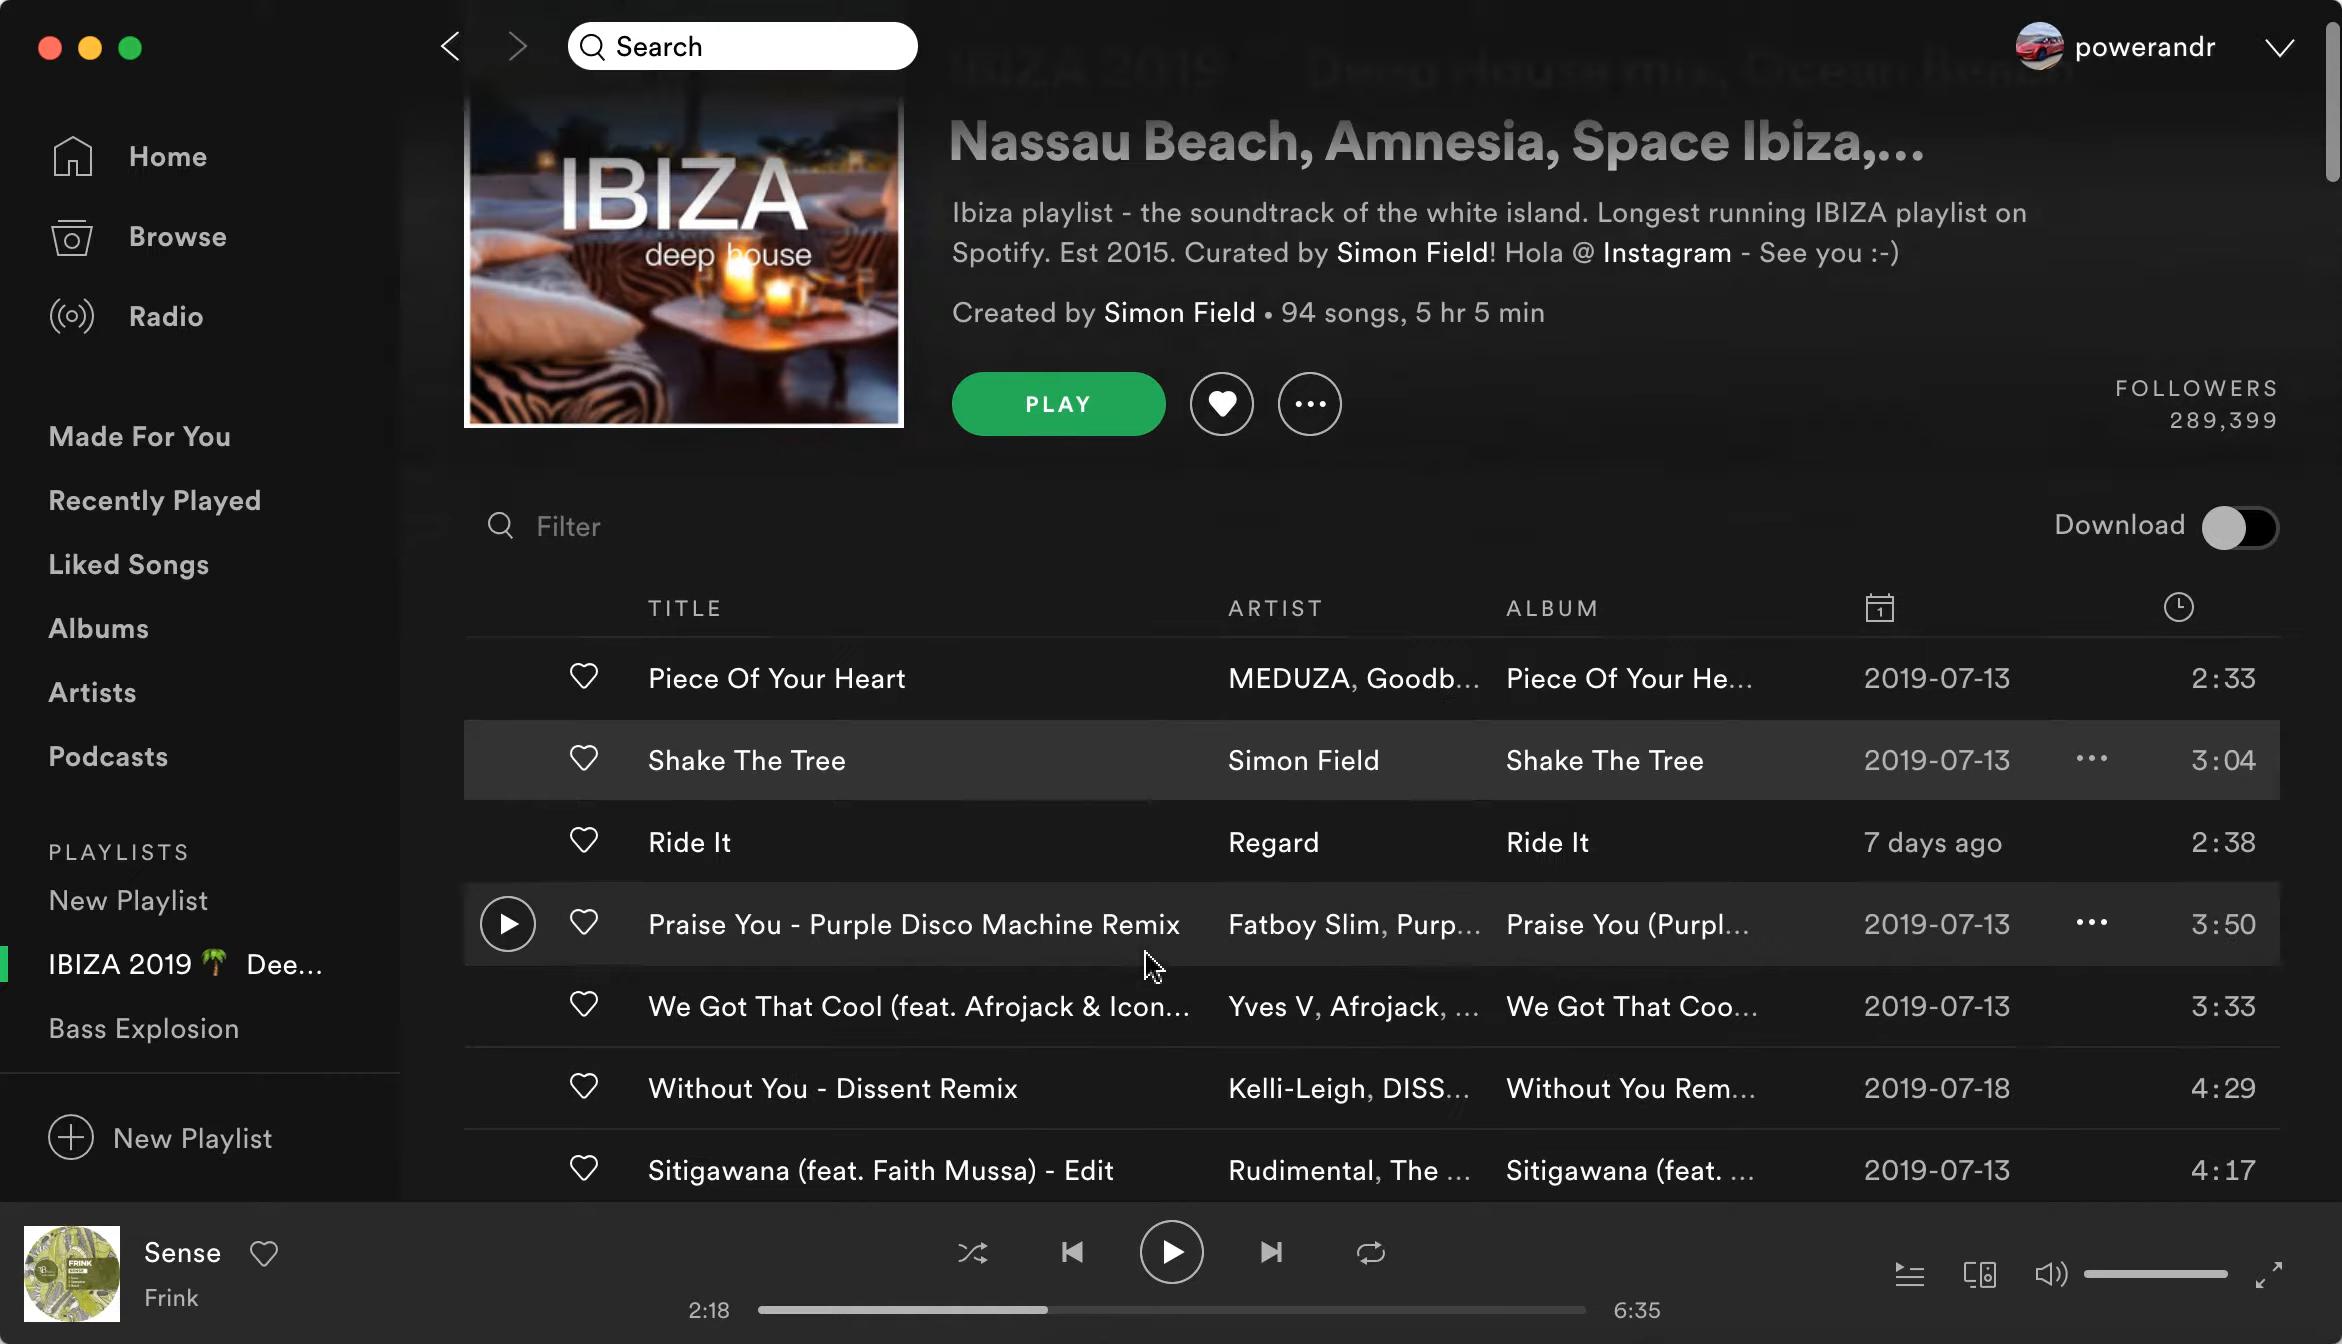 Search
powerandr
IBIZA 2019 Deep House mix, Ocean Beach
Home
Browse
Radio
Made For You
Recently Played
Liked Songs
Albums
Artists
Podcasts
PLAYLISTS
New Playlist
IBIZA 2019 🌴 Dee...
Bass Explosion
New Playlist
IBIZA
deep house
Nassau Beach, Amnesia, Space Ibiza,...
Ibiza playlist - the soundtrack of the white island. Longest running IBIZA playlist on
Spotify. Est 2015. Curated by Simon Field! Hola @ Instagram - See you :-)
Created by Simon Field • 94 songs, 5 hr 5 min
PLAY
FOLLOWERS
289,399
Filter
Download
TITLE ARTIST ALBUM
Piece Of Your Heart MEDUZA, Goodb... Piece Of Your He... 2019-07-13 2:33
Shake The Tree Simon Field Shake The Tree 2019-07-13 3:04
Ride It Regard Ride It 7 days ago 2:38
Praise You - Purple Disco Machine Remix Fatboy Slim, Purp... Praise You (Purpl... 2019-07-13 3:50
We Got That Cool (feat. Afrojack & Icon... Yves V, Afrojack, ... We Got That Coo... 2019-07-13 3:33
Without You - Dissent Remix Kelli-Leigh, DISS... Without You Rem... 2019-07-18 4:29
Sitigawana (feat. Faith Mussa) - Edit Rudimental, The ... Sitigawana (feat. ... 2019-07-13 4:17
FRINK
Sense
Frink
2:18
6:35